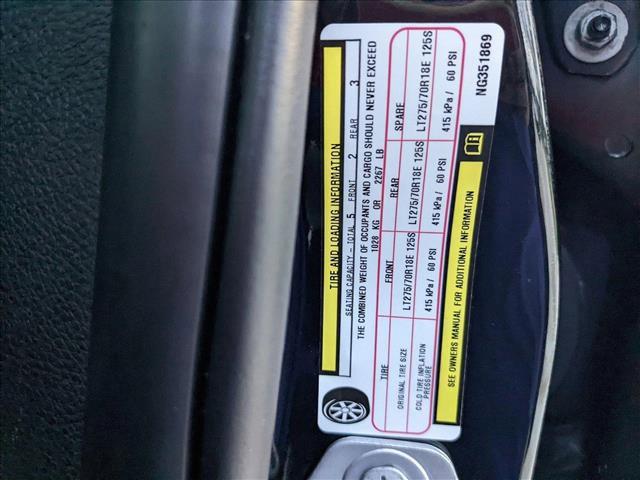 TIRE AND LOADING INFORMATION
SEATING CAPACITY - TOTAL 5 FRONT 2 REAR 3
THE COMBINED WEIGHT OF OCCUPANTS AND CARGO SHOULD NEVER EXCEED
1028 KG OR 2267 LB
TIRE FRONT REAR SPARE
ORIGINAL TIRE SIZE LT275/70R18E 125S LT275/70R18E 125S LT275/70R18E 125S
COLD TIRE INFLATION PRESSURE 415 kPa / 60 PSI 415 kPa / 60 PSI 415 kPa / 60 PSI
SEE OWNERS MANUAL FOR ADDITIONAL INFORMATION
NG351869